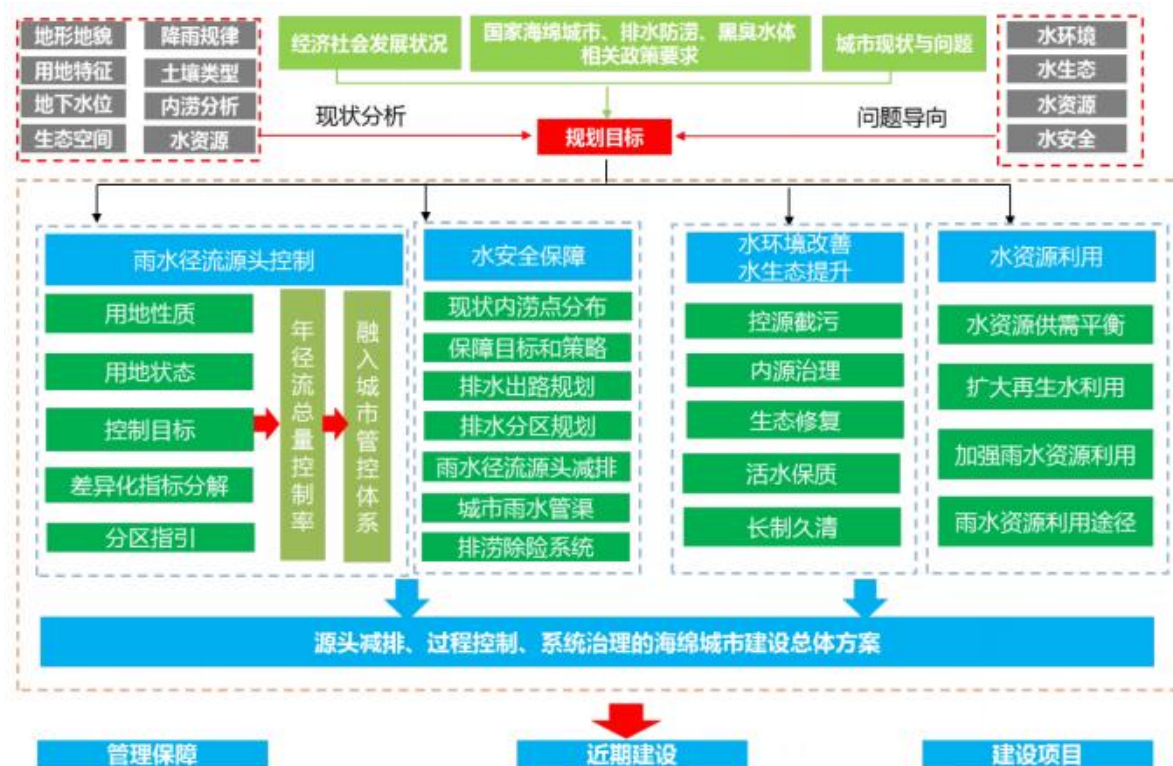 地形地貌
降雨规律
用地特征
土壤类型
地下水位
内涝分析
生态空间
水资源
经济社会发展状况
国家海绵城市、排水防涝、黑臭水体
相关政策要求
城市现状与问题
水环境
水生态
水资源
水安全
现状分析
规划目标
问题导向
雨水径流源头控制
用地性质
用地状态
控制目标
差异化指标分解
分区指引
年径流总量控制率
融入城市管控体系
水安全保障
现状内涝点分布
保障目标和策略
排水出路规划
排水分区规划
雨水径流源头减排
城市雨水管渠
排涝除险系统
水环境改善
水生态提升
控源截污
内源治理
生态修复
活水保质
长制久清
水资源利用
水资源供需平衡
扩大再生水利用
加强雨水资源利用
雨水资源利用途径
源头减排、过程控制、系统治理的海绵城市建设总体方案
管理保障
近期建设
建设项目